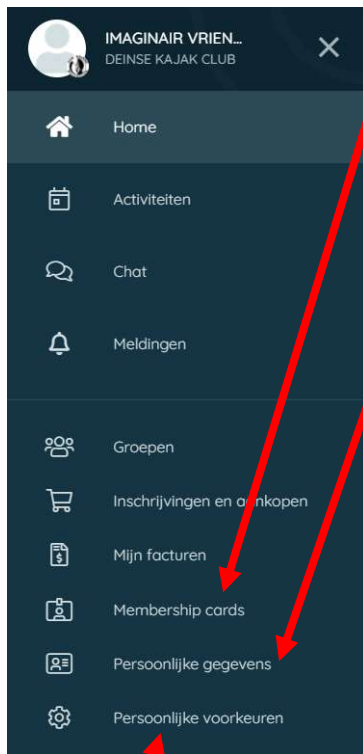 IMAGINAIR VRIEN...
DEINSE KAJAK CLUB
Home
Activiteiten
Chat
Meldingen
Groepen
Inschrijvingen en aankopen
Mijn facturen
Membership cards
Persoonlijke gegevens
Persoonlijke voorkeuren